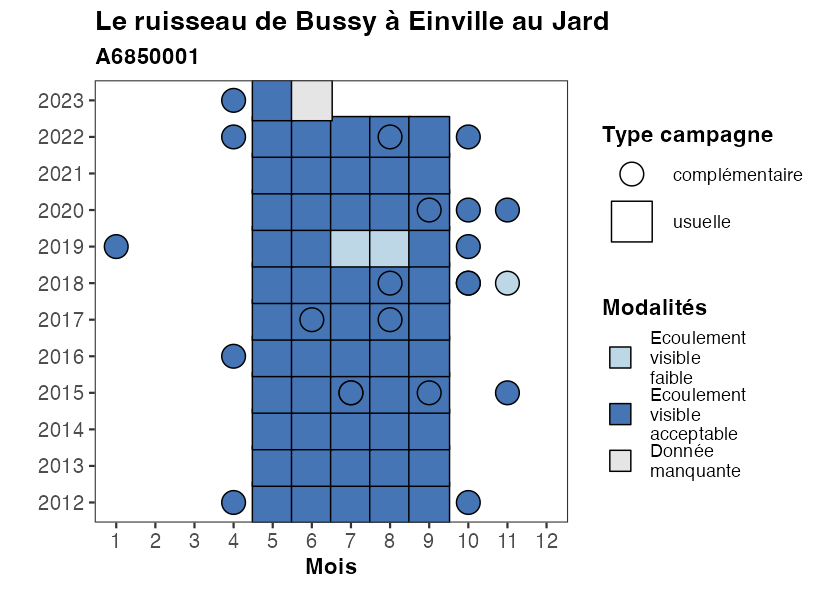 Le ruisseau de Bussy à Einville au Jard
A6850001
2023
2022
2021
2020
2019
2018
2017
2016
2015
2014
2013
2012
1 2 3 4 5 6 7 8 9 10 11 12
Mois
Type campagne
complémentaire
usuelle
Modalités
Ecoulement
visible
faible
Ecoulement
visible
acceptable
Donnée
manquante